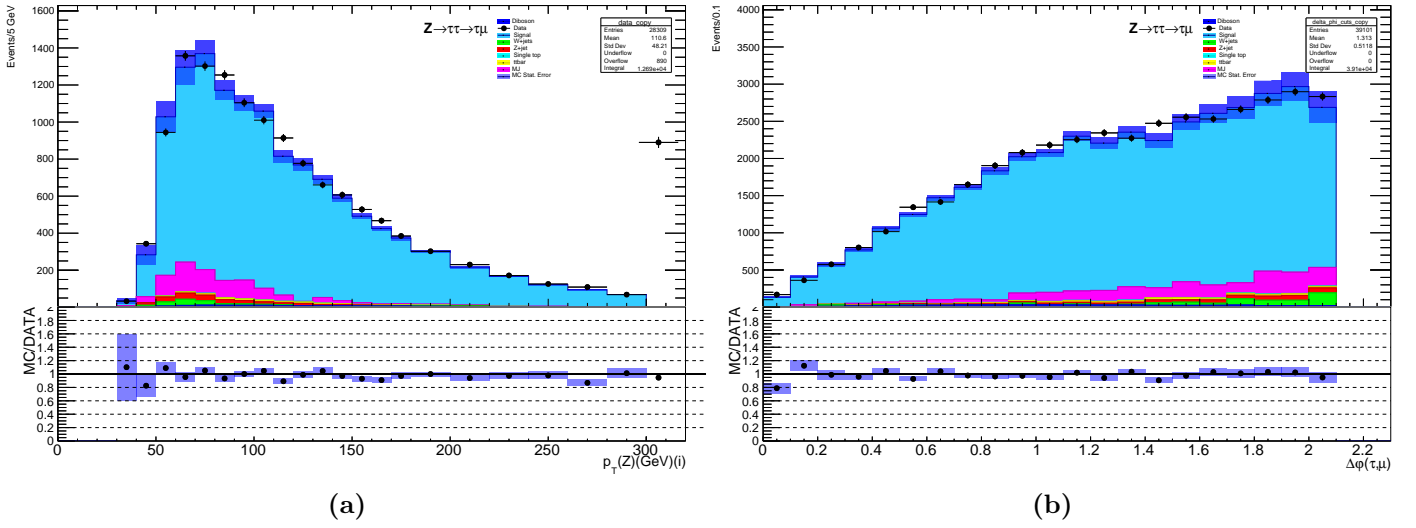 Events/5 GeV
1600
1400
1200
1000
800
600
400
200
Z→ττ→τμ
Diboson
Data
Signal
W+jets
Z+jet
Single top
ttbar
MJ
MC Stat. Error
data_copy
Entries 28309
Mean 110.6
Std Dev 48.21
Underflow 0
Overflow 890
Integral 1.269e+04
MC/DATA
2
1.8
1.6
1.4
1.2
1
0.8
0.6
0.4
0.2
0
0 50 100 150 200 250 300
p_T(Z)(GeV)(i)
(a)
Events/0.1
4000
3500
3000
2500
2000
1500
1000
500
Z→ττ→τμ
Diboson
Data
Signal
W+jets
Z+jet
Single top
ttbar
MJ
MC Stat. Error
delta_phi_cuts_copy
Entries 39101
Mean 1.313
Std Dev 0.5118
Underflow 0
Overflow 0
Integral 3.91e+04
MC/DATA
2
1.8
1.6
1.4
1.2
1
0.8
0.6
0.4
0.2
0
0 0.2 0.4 0.6 0.8 1 1.2 1.4 1.6 1.8 2 2.2
Δφ(τ,μ)
(b)